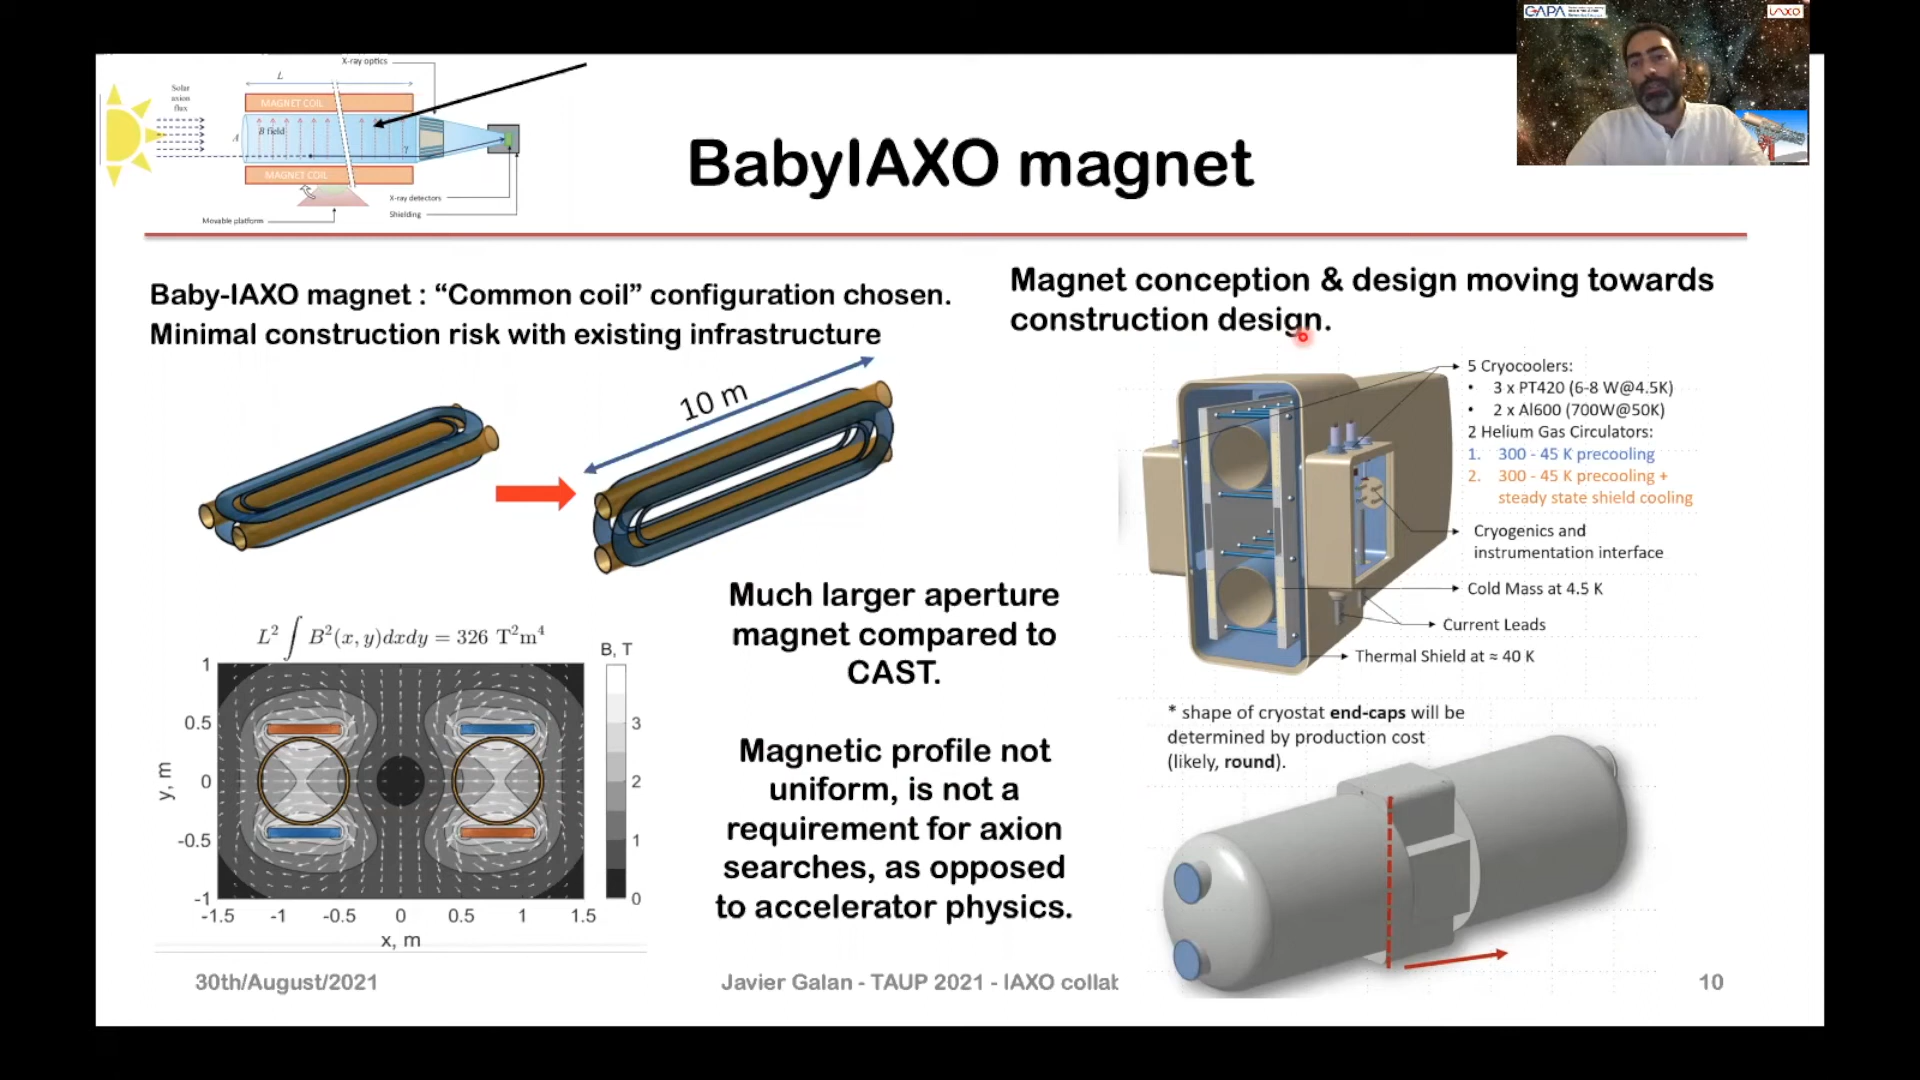 CAPA
IAXO
X-ray optics
L
Solar
axion
flux
MAGNET COIL
A
B field
γ
MAGNET COIL
X-ray detectors
Shielding
Movable platform
BabyIAXO magnet
Baby-IAXO magnet : “Common coil” configuration chosen.
Minimal construction risk with existing infrastructure
10 m
L² ∫ B²(x, y)dxdy = 326 T²m⁴
B, T
3
2
1
0
1
0.5
0
-0.5
-1
y, m
-1.5
-1
-0.5
0
0.5
1
1.5
x, m
Much larger aperture
magnet compared to
CAST.
Magnetic profile not
uniform, is not a
requirement for axion
searches, as opposed
to accelerator physics.
Magnet conception & design moving towards
construction design.
5 Cryocoolers:
• 3 x PT420 (6-8 W@4.5K)
• 2 x Al600 (700W@50K)
2 Helium Gas Circulators:
1. 300 - 45 K precooling
2. 300 - 45 K precooling +
steady state shield cooling
Cryogenics and
instrumentation interface
Cold Mass at 4.5 K
Current Leads
Thermal Shield at ≈ 40 K
* shape of cryostat end-caps will be
determined by production cost
(likely, round).
30th/August/2021
Javier Galan - TAUP 2021 - IAXO collab
10